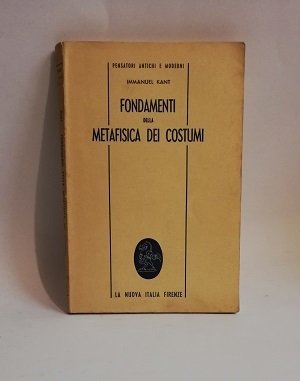 PENSATORI ANTICHI E MODERNI
IMMANUEL KANT
FONDAMENTI
DELLA
METAFISICA DEI COSTUMI
LA NUOVA ITALIA FIRENZE